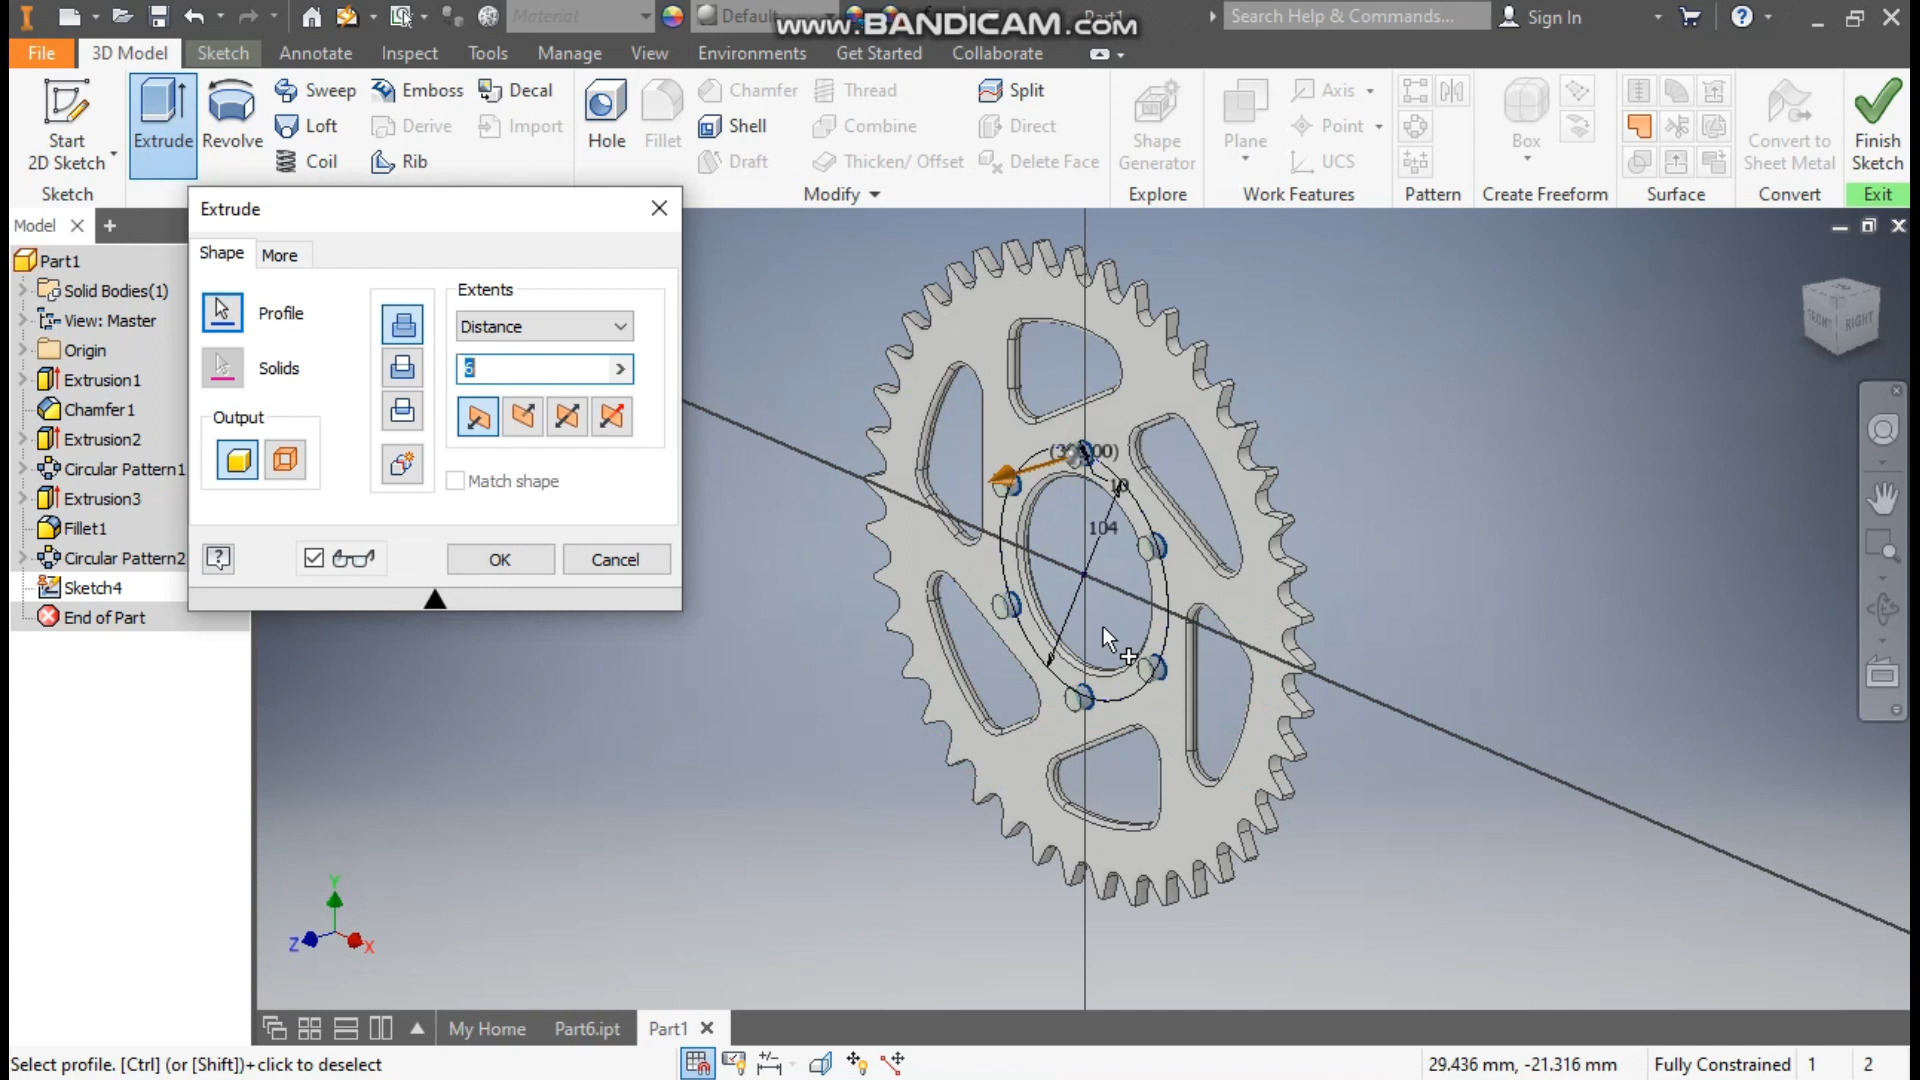 Material
Default
www.BANDICAM.com
Part1
Search Help & Commands...
Sign In
File
3D Model
Sketch
Annotate
Inspect
Tools
Manage
View
Environments
Get Started
Collaborate
Start
2D Sketch
Extrude
Revolve
Sweep
Loft
Coil
Emboss
Derive
Rib
Decal
Import
Hole
Fillet
Chamfer
Shell
Draft
Thread
Combine
Thicken/ Offset
Split
Direct
Delete Face
Shape
Generator
Plane
Axis
Point
UCS
Box
Convert to
Sheet Metal
Finish
Sketch
Sketch
Modify
Explore
Work Features
Pattern
Create Freeform
Surface
Convert
Exit
Model
Part1
Solid Bodies(1)
View: Master
Origin
Extrusion1
Chamfer1
Extrusion2
Circular Pattern1
Extrusion3
Fillet1
Circular Pattern2
Sketch4
End of Part
Extrude
Shape
More
Profile
Solids
Output
Extents
Distance
6
Match shape
OK
Cancel
10
104
FRONT
RIGHT
Y
Z
X
My Home
Part6.ipt
Part1
Select profile. [Ctrl] (or [Shift])+click to deselect
29.436 mm, -21.316 mm
Fully Constrained
1
2